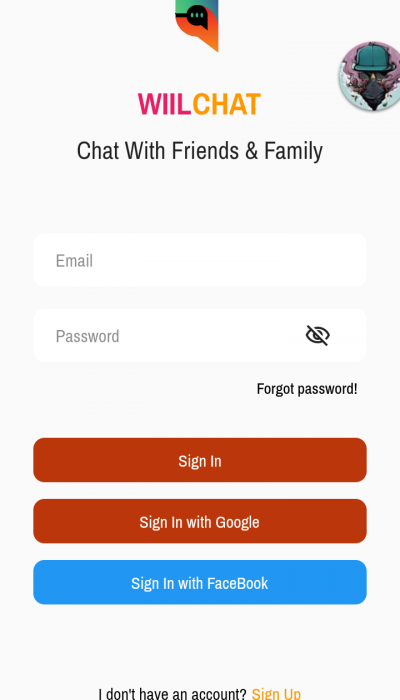 WIILCHAT
Chat With Friends & Family
Email
Password
Forgot password!
Sign In
Sign In with Google
Sign In with FaceBook
I don't have an account? Sign Up